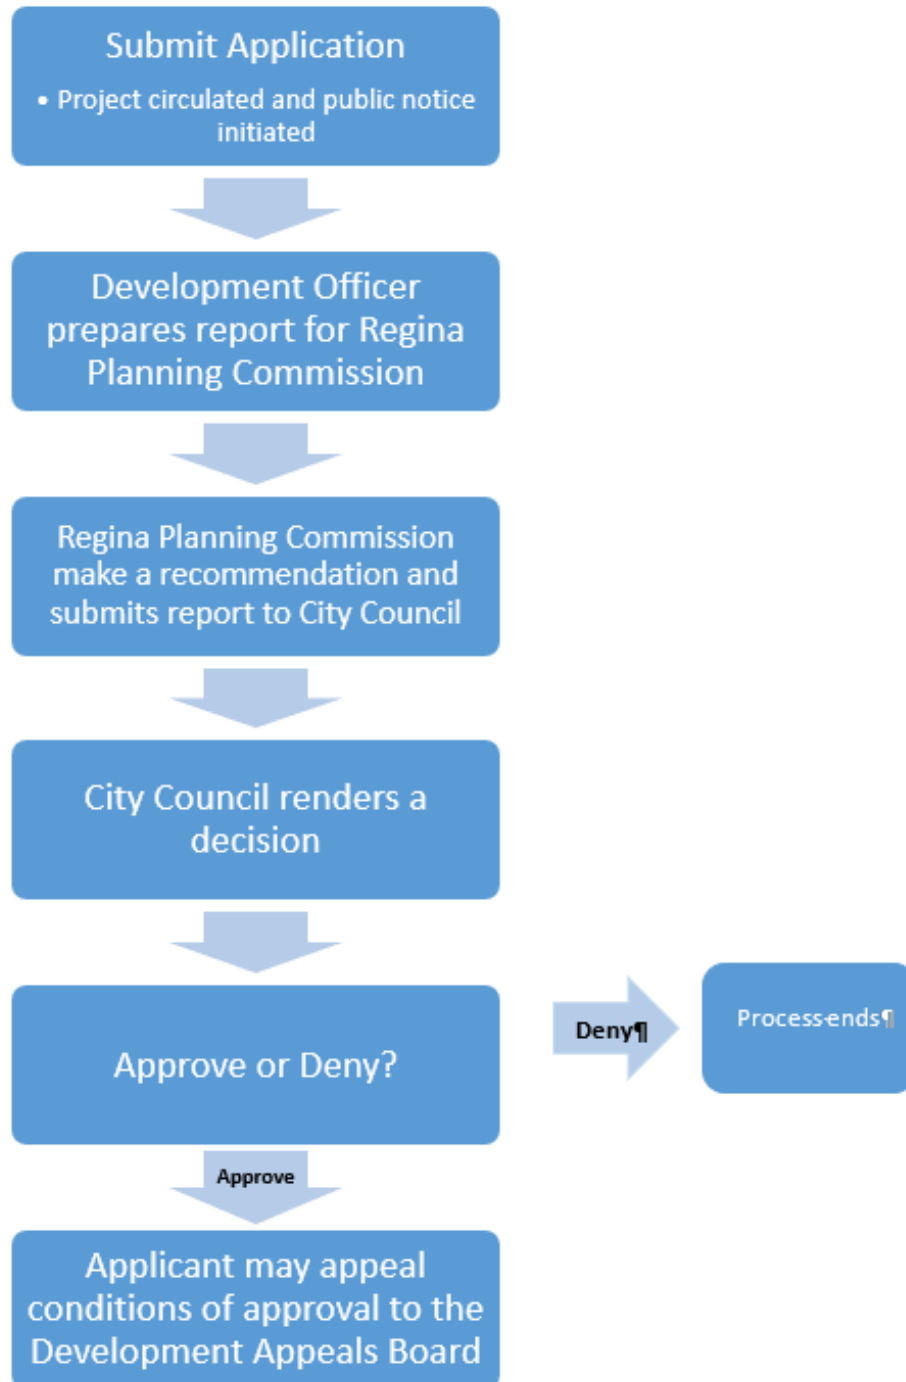 Submit Application
• Project circulated and public notice
initiated
Development Officer
prepares report for Regina
Planning Commission
Regina Planning Commission
make a recommendation and
submits report to City Council
City Council renders a
decision
Approve or Deny?
Deny¶
Process·ends¶
Approve
Applicant may appeal
conditions of approval to the
Development Appeals Board